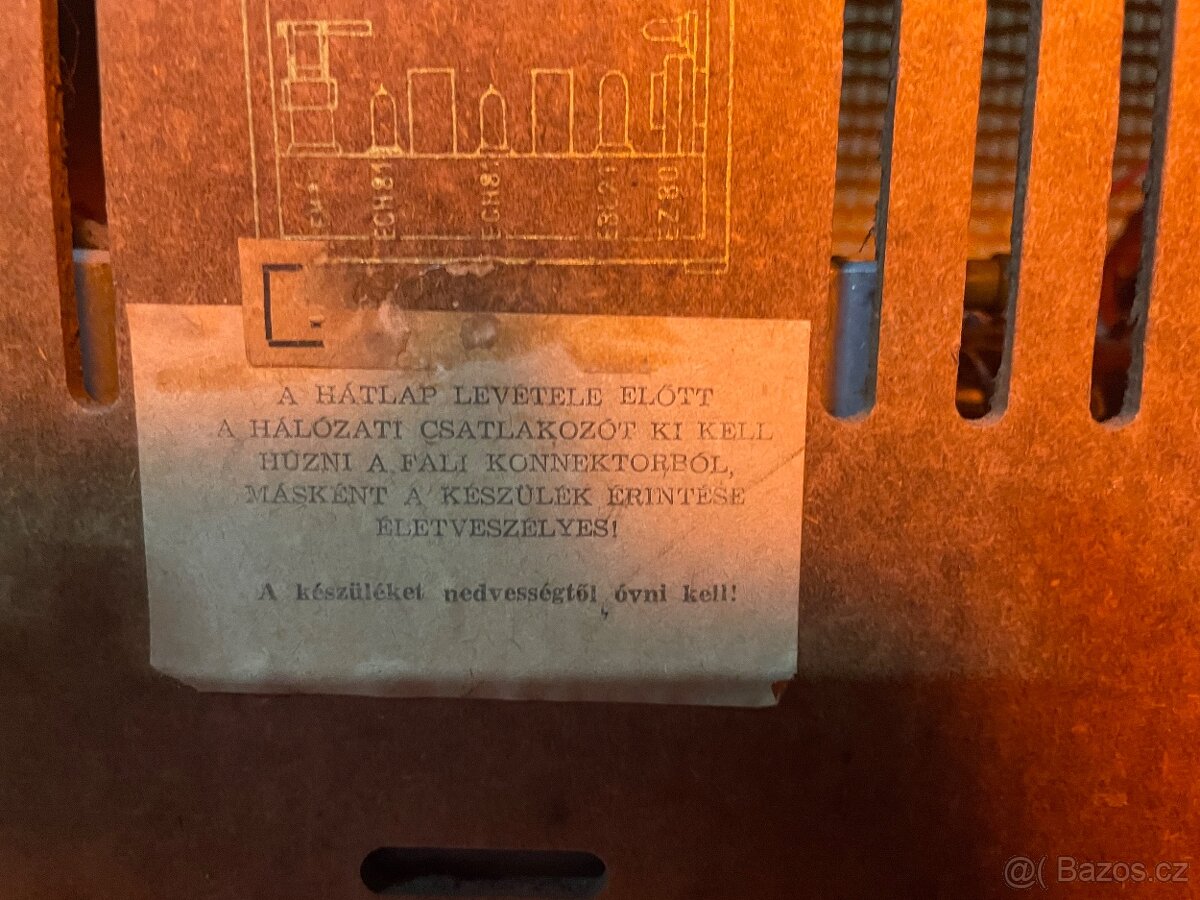 ECH81
ECH81
EZ80
A HÁTLAP LEVÉTELE ELŐTT
A HÁLÓZATI CSATLAKOZÓT KI KELL
HÚZNI A FALI KONNEKTORBÓL,
MÁSKÉNT A KÉSZÜLÉK ÉRINTÉSE
ÉLETVESZÉLYES!
A készüléket nedvességtől óvni kell!
@( Bazos.cz